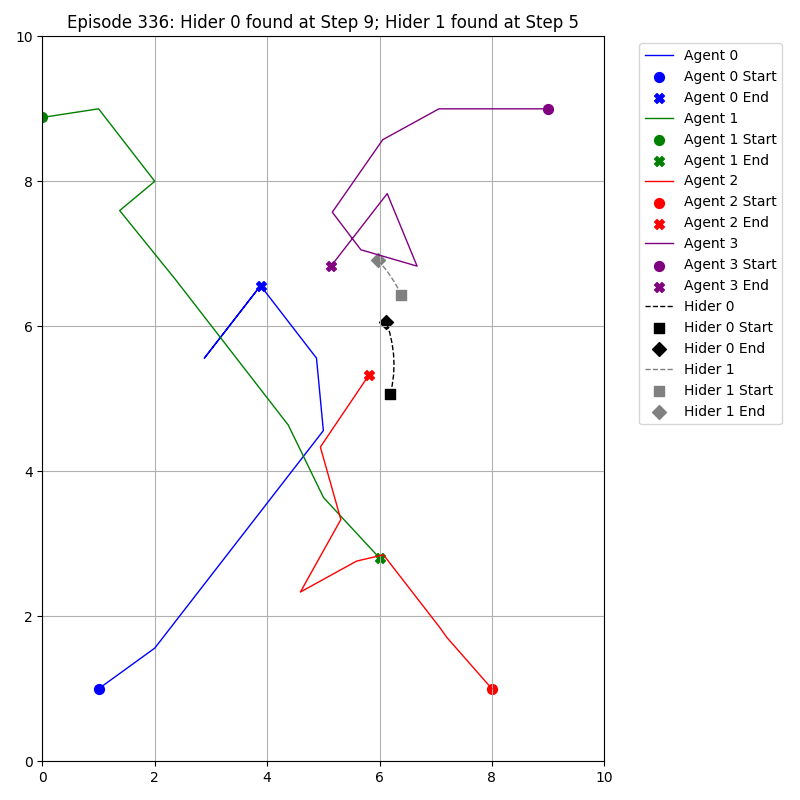 Episode 336: Hider 0 found at Step 9; Hider 1 found at Step 5
10
8
6
4
2
0
0 2 4 6 8 10
Agent 0
Agent 0 Start
Agent 0 End
Agent 1
Agent 1 Start
Agent 1 End
Agent 2
Agent 2 Start
Agent 2 End
Agent 3
Agent 3 Start
Agent 3 End
Hider 0
Hider 0 Start
Hider 0 End
Hider 1
Hider 1 Start
Hider 1 End